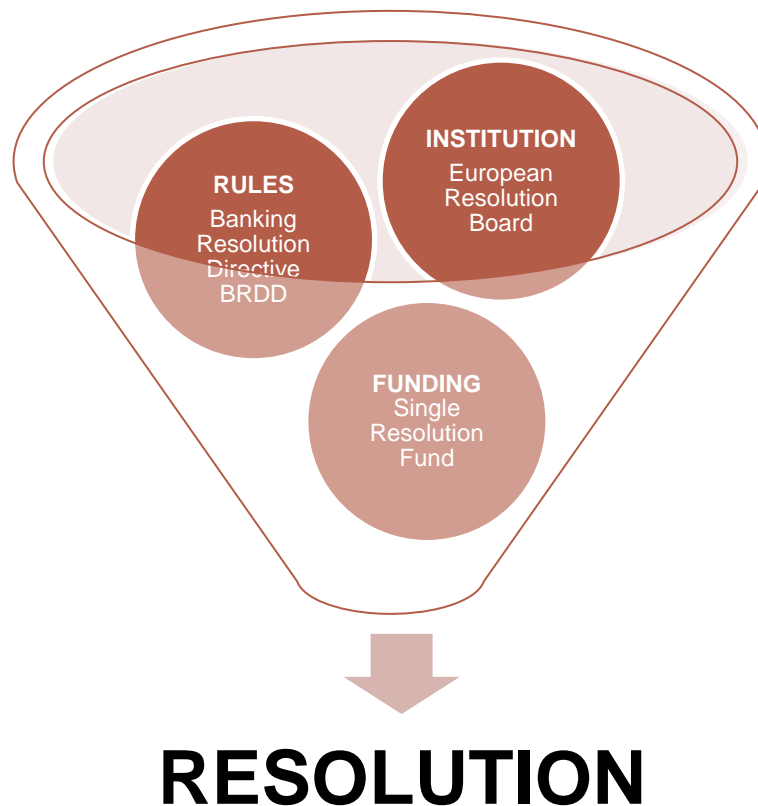 RULES
Banking
Resolution
Directive
BRDD
INSTITUTION
European
Resolution
Board
FUNDING
Single
Resolution
Fund
RESOLUTION